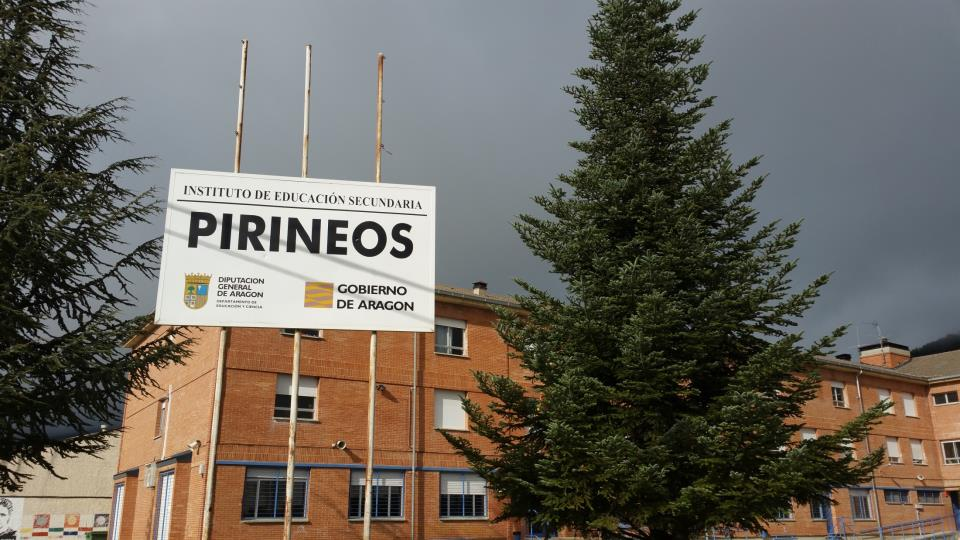 INSTITUTO DE EDUCACIÓN SECUNDARIA
PIRINEOS
DIPUTACION
GENERAL
DE ARAGON
DEPARTAMENTO DE
EDUCACIÓN Y CIENCIA
GOBIERNO
DE ARAGON